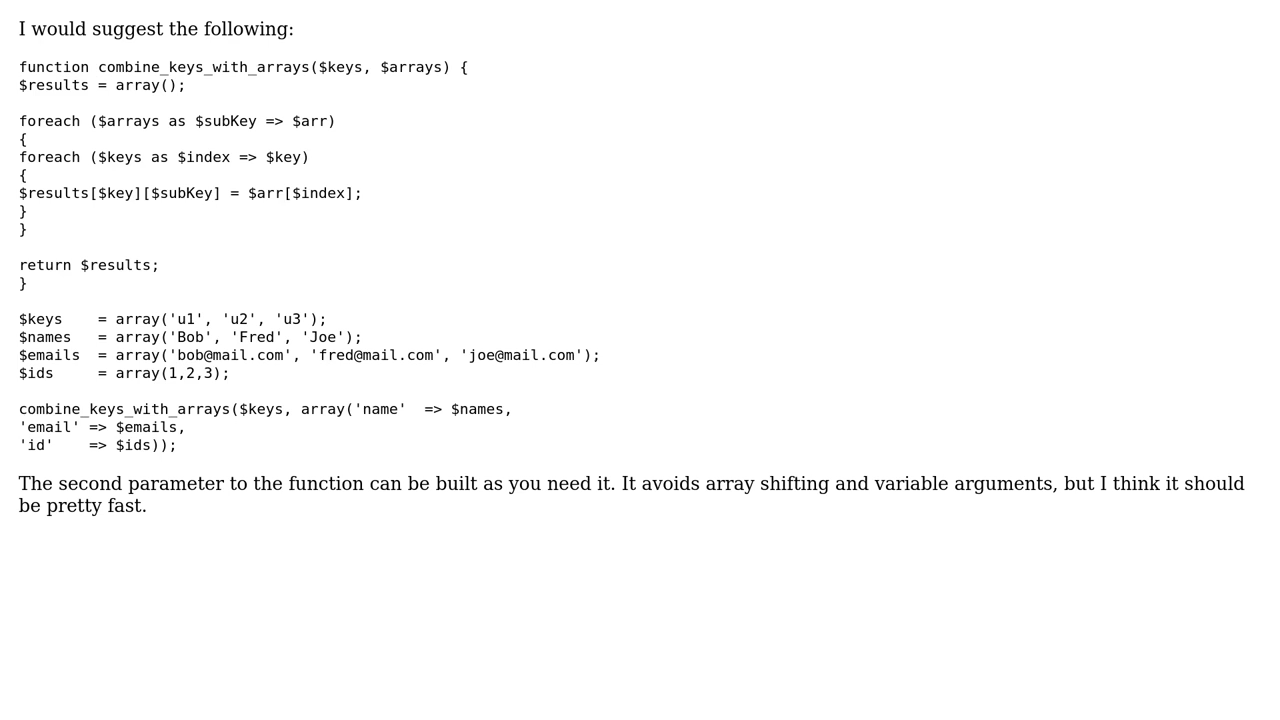 I would suggest the following:
function combine_keys_with_arrays($keys, $arrays) {
$results = array();
foreach ($arrays as $subKey => $arr)
{
foreach ($keys as $index => $key)
{
$results[$key][$subKey] = $arr[$index];
}
}
return $results;
}
$keys    = array('u1', 'u2', 'u3');
$names   = array('Bob', 'Fred', 'Joe');
$emails  = array('bob@mail.com', 'fred@mail.com', 'joe@mail.com');
$ids     = array(1,2,3);
combine_keys_with_arrays($keys, array('name'  => $names,
'email' => $emails,
'id'    => $ids));
The second parameter to the function can be built as you need it. It avoids array shifting and variable arguments, but I think it should
be pretty fast.